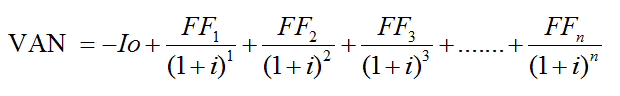 VAN = -Io + FF₁/(1+i)¹ + FF₂/(1+i)² + FF₃/(1+i)³ + ....... + FFₙ/(1+i)ⁿ